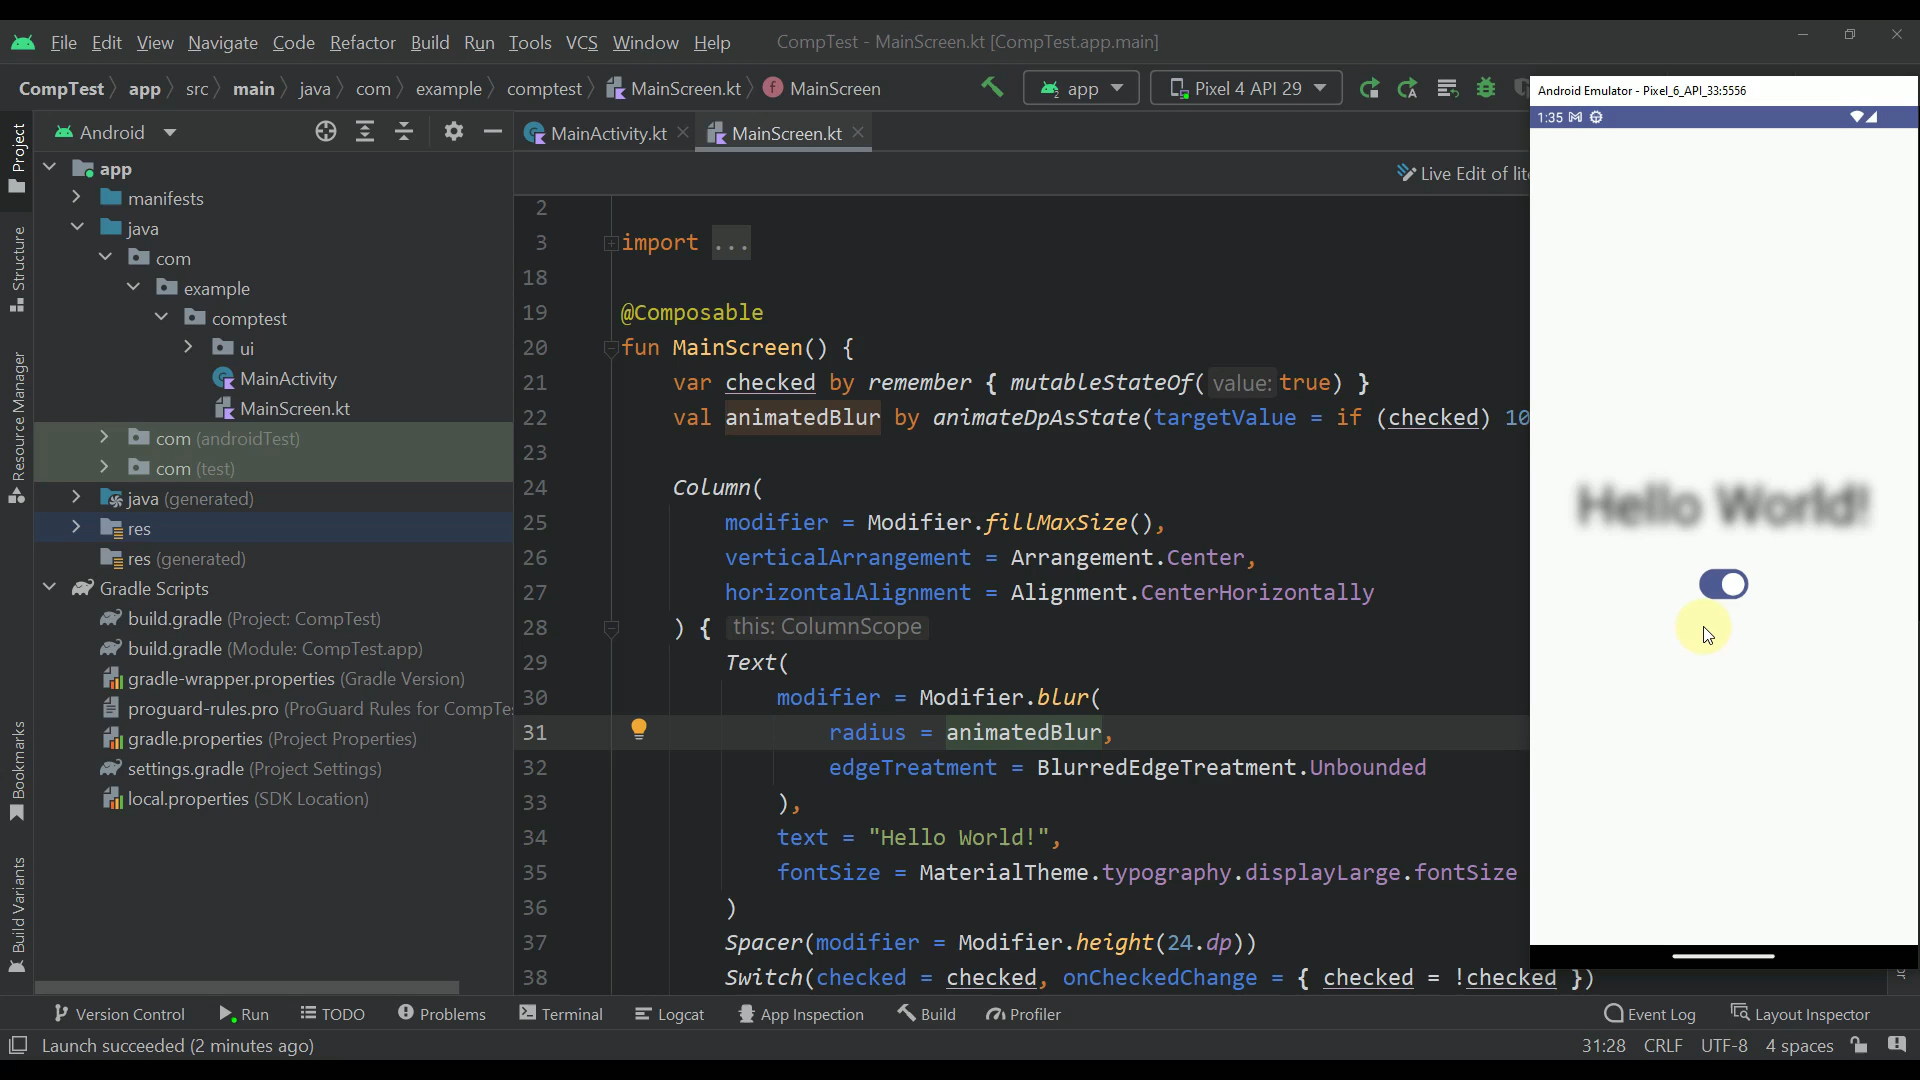 File Edit View Navigate Code Refactor Build Run Tools VCS Window Help CompTest - MainScreen.kt [CompTest.app.main]
CompTest app src main java com example comptest MainScreen.kt MainScreen app Pixel 4 API 29
Android Emulator - Pixel_6_API_33:5556
1:35
Project
Structure
Resource Manager
Bookmarks
Build Variants
Android
app
manifests
java
com
example
comptest
ui
MainActivity
MainScreen.kt
com (androidTest)
com (test)
java (generated)
res
res (generated)
Gradle Scripts
build.gradle (Project: CompTest)
build.gradle (Module: CompTest.app)
gradle-wrapper.properties (Gradle Version)
proguard-rules.pro (ProGuard Rules for CompTe
gradle.properties (Project Properties)
settings.gradle (Project Settings)
local.properties (SDK Location)
MainActivity.kt MainScreen.kt
Live Edit of lit
2
3 import ...
18
19 @Composable
20 fun MainScreen() {
21 var checked by remember { mutableStateOf( value: true) }
22 val animatedBlur by animateDpAsState(targetValue = if (checked) 10
23
24 Column(
25 modifier = Modifier.fillMaxSize(),
26 verticalArrangement = Arrangement.Center,
27 horizontalAlignment = Alignment.CenterHorizontally
28 ) { this: ColumnScope
29 Text(
30 modifier = Modifier.blur(
31 radius = animatedBlur,
32 edgeTreatment = BlurredEdgeTreatment.Unbounded
33 ),
34 text = "Hello World!",
35 fontSize = MaterialTheme.typography.displayLarge.fontSize
36 )
37 Spacer(modifier = Modifier.height(24.dp))
38 Switch(checked = checked, onCheckedChange = { checked = !checked })
Hello World!
Version Control Run TODO Problems Terminal Logcat App Inspection Build Profiler Event Log Layout Inspector
Launch succeeded (2 minutes ago) 31:28 CRLF UTF-8 4 spaces